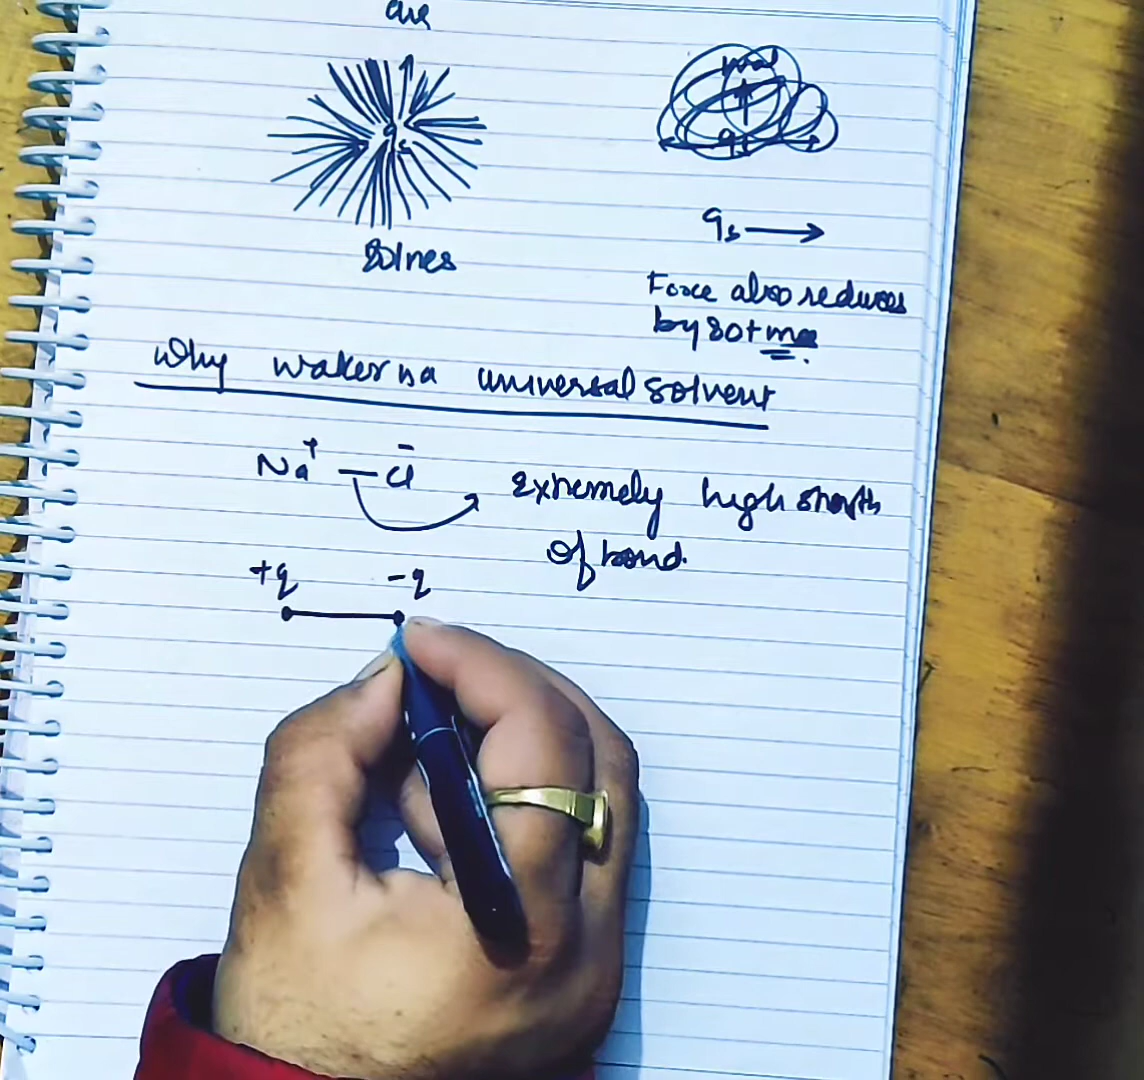 air
80 lines
qs →
Force also reduces
by 80 times.
Why water is a universal solvent
Na+ – Cl-
Extremely high strength
of bond.
+q -q